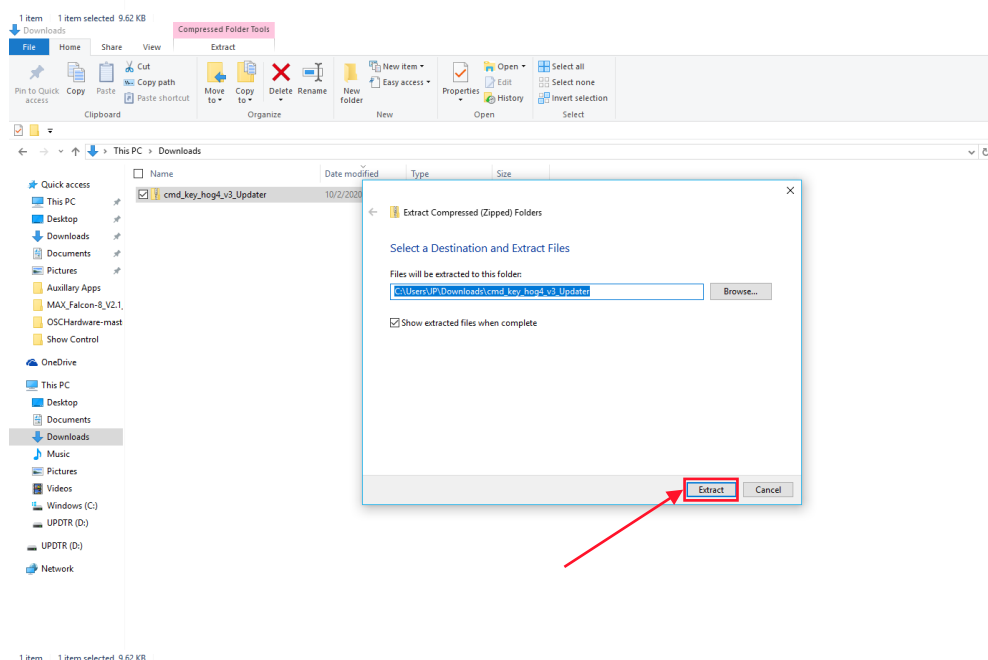 1 item 1 item selected 9.62 KB
Downloads
Compressed Folder Tools
File Home Share View Extract
Pin to Quick access
Copy
Paste
Cut
Copy path
Paste shortcut
Clipboard
Move to
Copy to
Delete
Rename
Organize
New folder
New item
Easy access
New
Properties
Open
Edit
History
Open
Select all
Select none
Invert selection
Select
This PC > Downloads
Name Date modified Type Size
cmd_key_hog4_v3_Updater 10/2/2020
Quick access
This PC
Desktop
Downloads
Documents
Pictures
Auxillary Apps
MAX_Falcon-8_V2.1_
OSCHardware-mast
Show Control
OneDrive
This PC
Desktop
Documents
Downloads
Music
Pictures
Videos
Windows (C:)
UPDTR (D:)
UPDTR (D:)
Network
Extract Compressed (Zipped) Folders
Select a Destination and Extract Files
Files will be extracted to this folder:
C:\Users\JP\Downloads\cmd_key_hog4_v3_Updater
Browse...
Show extracted files when complete
Extract Cancel
1 item 1 item selected 9.62 KB